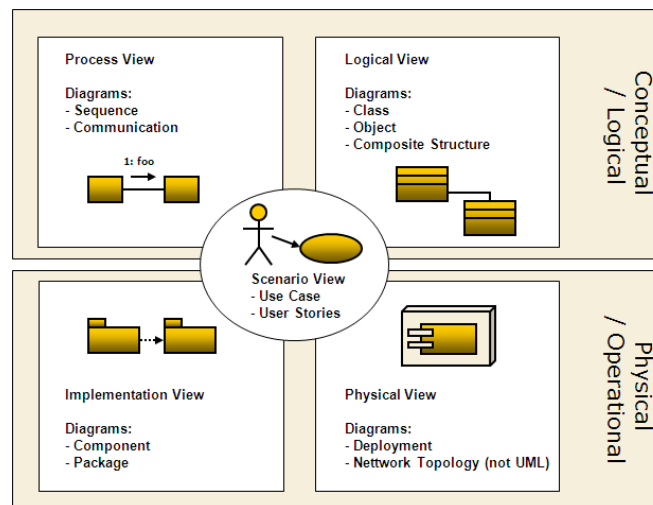 Process View
Diagrams:
- Sequence
- Communication
1: foo
Logical View
Diagrams:
- Class
- Object
- Composite Structure
Conceptual
/ Logical
Scenario View
- Use Case
- User Stories
Implementation View
Diagrams:
- Component
- Package
Physical View
Diagrams:
- Deployment
- Nettwork Topology (not UML)
Physical
/ Operational